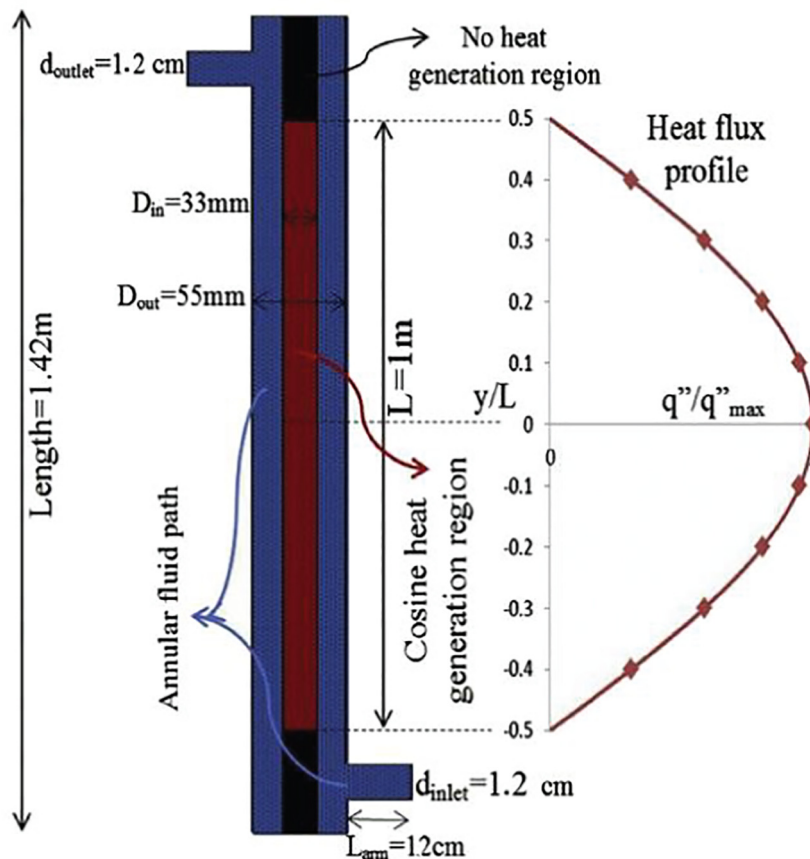 d_outlet=1.2 cm
No heat
generation region
0.5
Heat flux
profile
0.4
D_in=33mm
0.3
D_out=55mm
0.2
0.1
Length=1.42m
L=1m
y/L
q”/q”_max
0
0
-0.1
Annular fluid path
Cosine heat
generation region
-0.2
-0.3
-0.4
-0.5
d_inlet=1.2 cm
L_arm=12cm